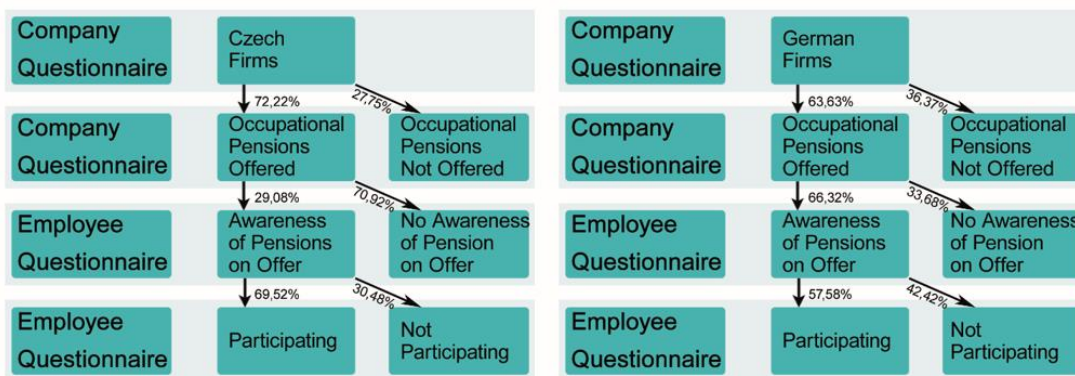 Company
Questionnaire
Czech
Firms
72,22%
27,75%
Company
Questionnaire
Occupational
Pensions
Offered
Occupational
Pensions
Not Offered
29,08%
70,92%
Employee
Questionnaire
Awareness
of Pensions
on Offer
No Awareness
of Pension
on Offer
69,52%
30,48%
Employee
Questionnaire
Participating
Not
Participating
Company
Questionnaire
German
Firms
63,63%
36,37%
Company
Questionnaire
Occupational
Pensions
Offered
Occupational
Pensions
Not Offered
66,32%
33,68%
Employee
Questionnaire
Awareness
of Pensions
on Offer
No Awareness
of Pension
on Offer
57,58%
42,42%
Employee
Questionnaire
Participating
Not
Participating